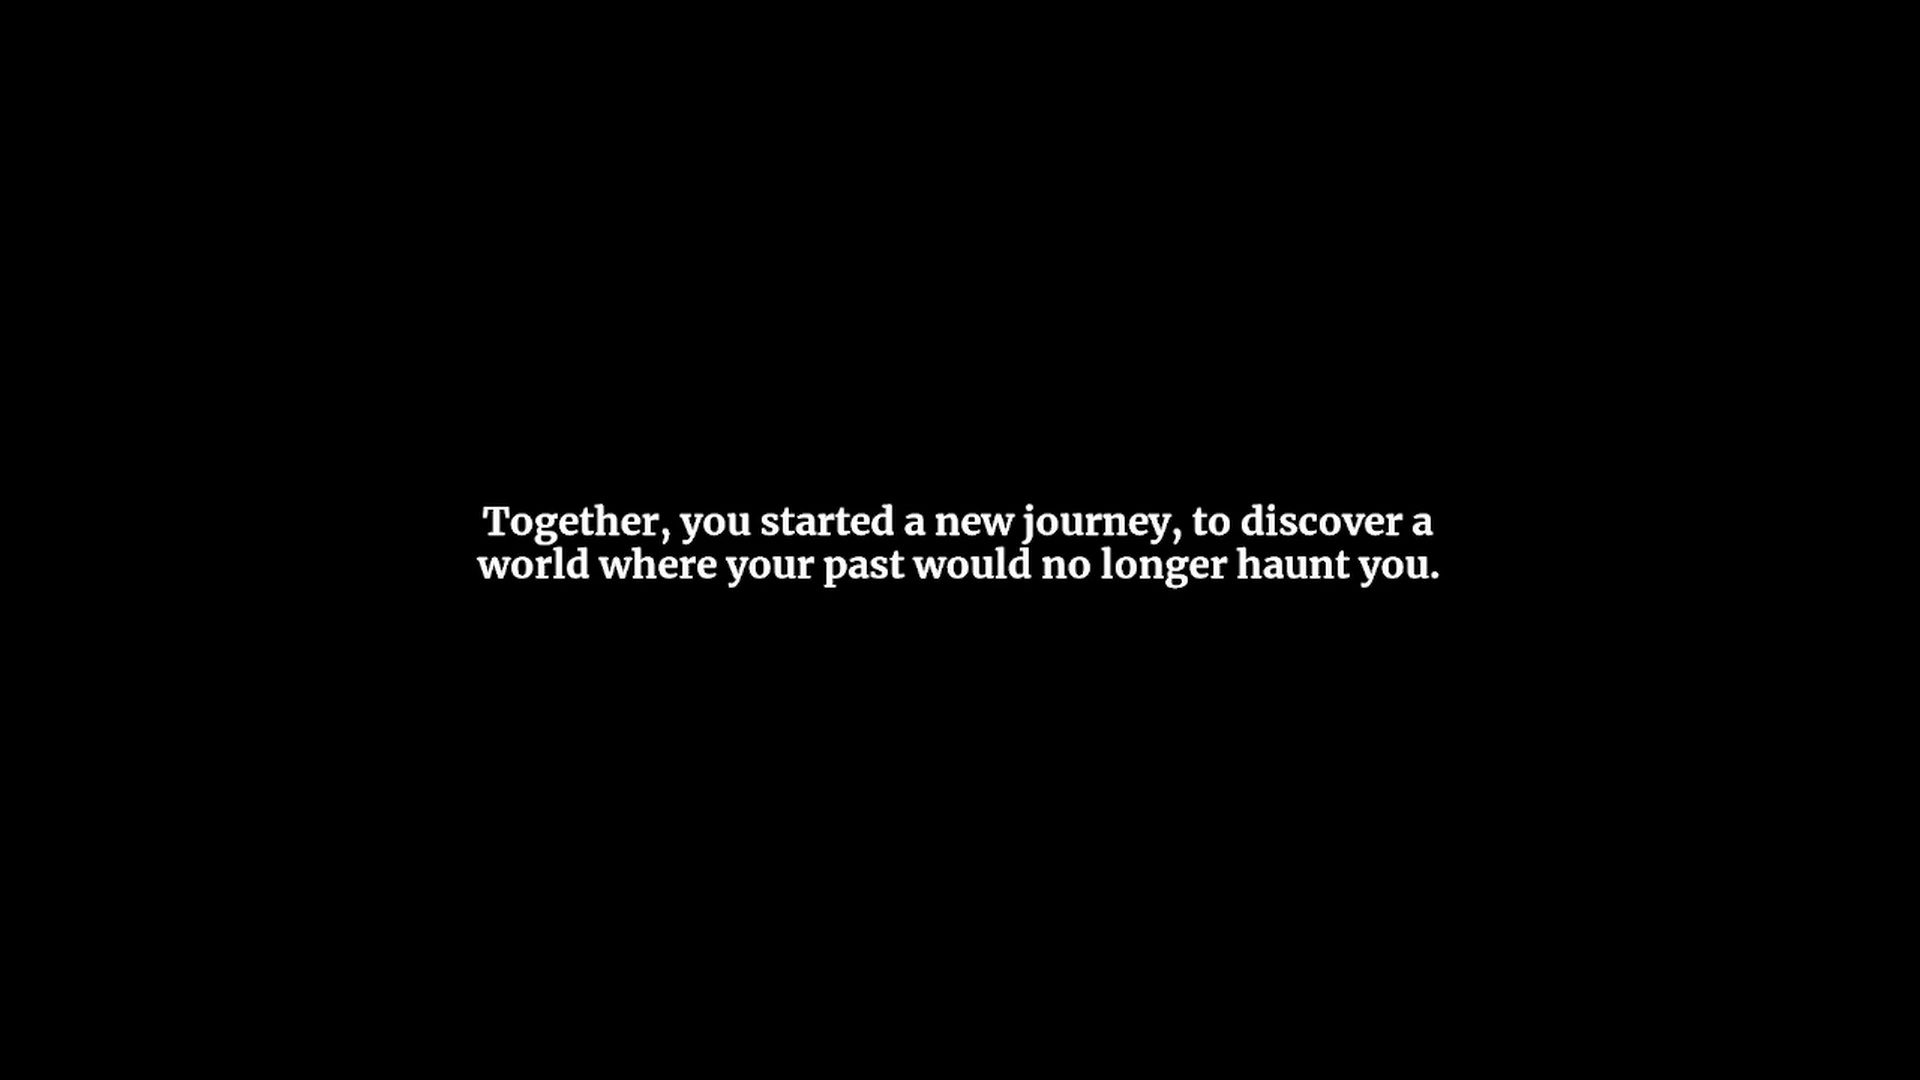 Together, you started a new journey, to discover a
world where your past would no longer haunt you.